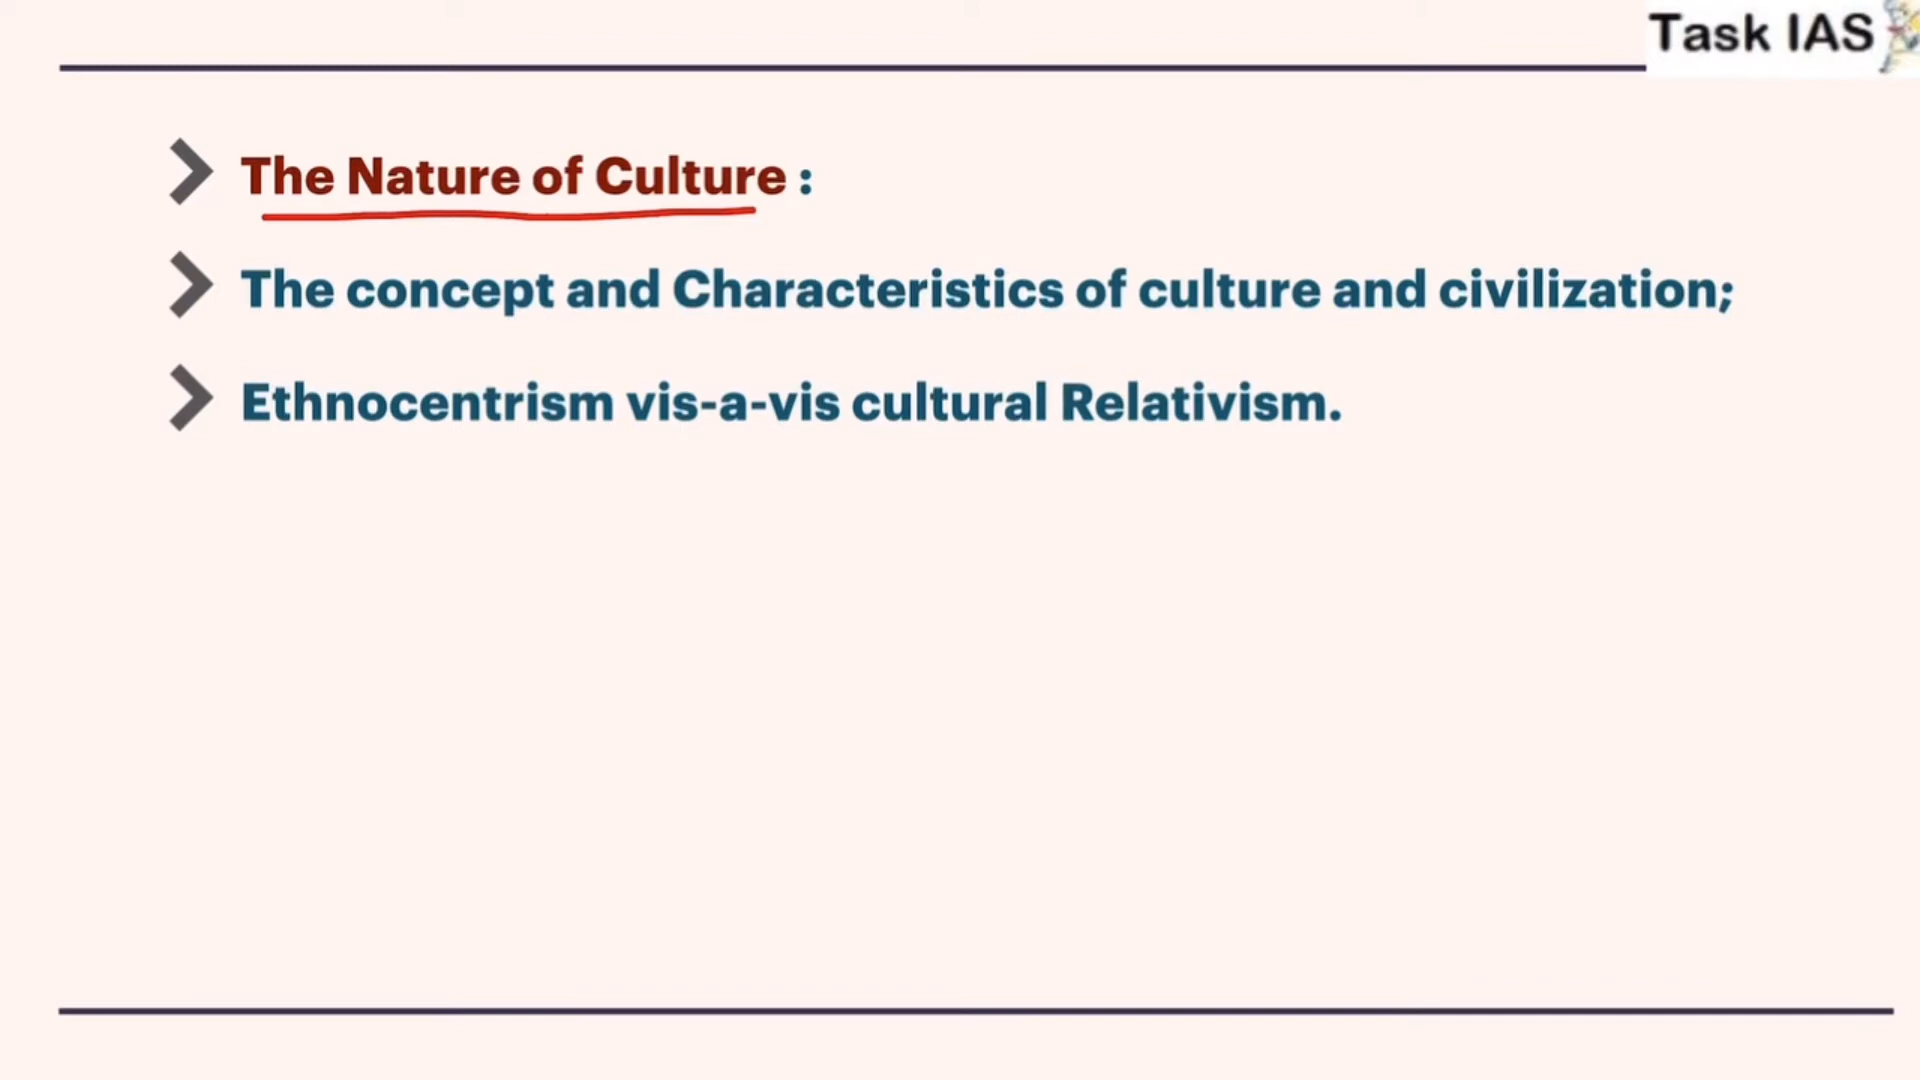 Task IAS
The Nature of Culture :
The concept and Characteristics of culture and civilization;
Ethnocentrism vis-a-vis cultural Relativism.